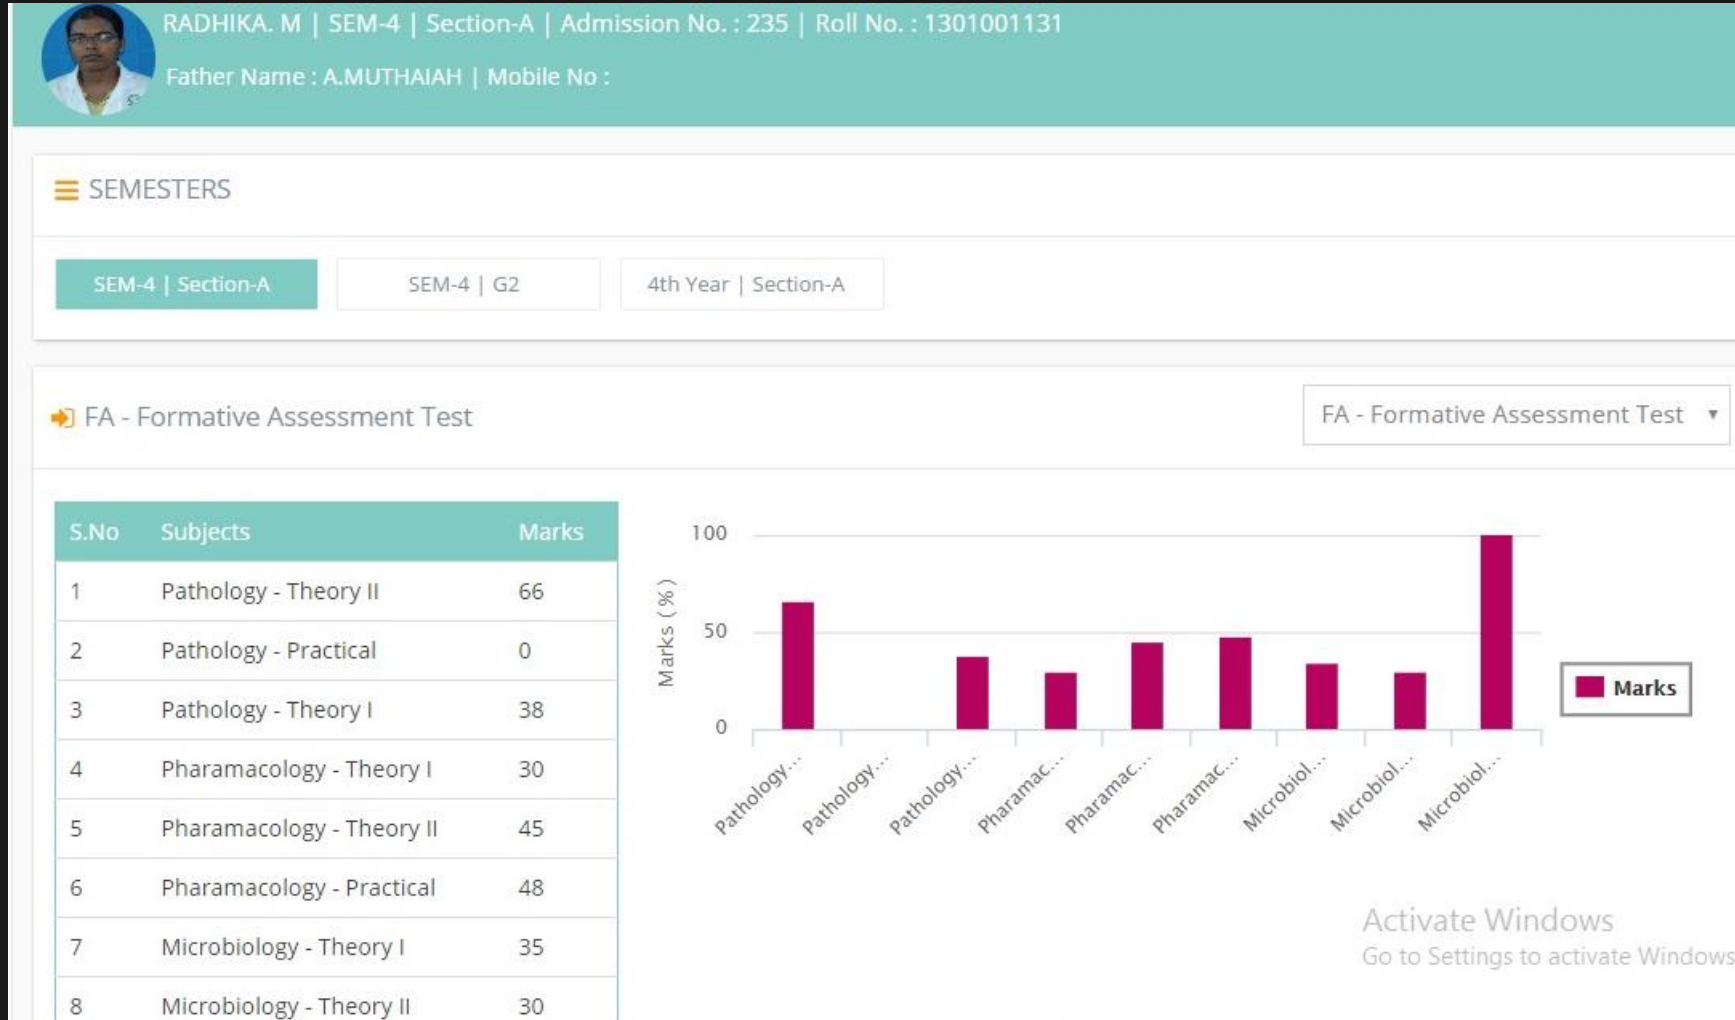 RADHIKA. M | SEM-4 | Section-A | Admission No. : 235 | Roll No. : 1301001131
Father Name : A.MUTHAIAH | Mobile No :
SEMESTERS
SEM-4 | Section-A
SEM-4 | G2
4th Year | Section-A
FA - Formative Assessment Test
FA - Formative Assessment Test
S.No Subjects Marks
1 Pathology - Theory II 66
2 Pathology - Practical 0
3 Pathology - Theory I 38
4 Pharamacology - Theory I 30
5 Pharamacology - Theory II 45
6 Pharamacology - Practical 48
7 Microbiology - Theory I 35
8 Microbiology - Theory II 30
Marks ( % )
100
50
0
Pathology...
Pathology...
Pathology...
Pharamac...
Pharamac...
Pharamac...
Microbiol...
Microbiol...
Microbiol...
Marks
Activate Windows
Go to Settings to activate Windows